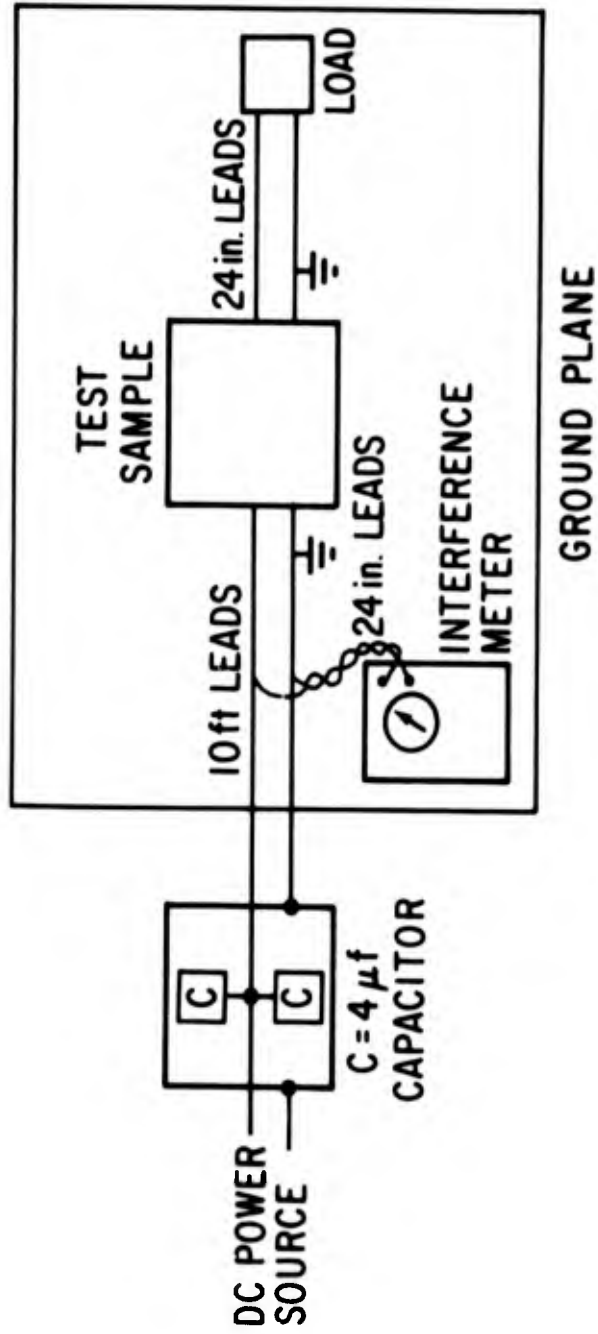 DC POWER
SOURCE
C
C
C = 4 μf
CAPACITOR
10 ft LEADS
TEST
SAMPLE
24 in. LEADS
LOAD
24 in. LEADS
INTERFERENCE
METER
GROUND PLANE